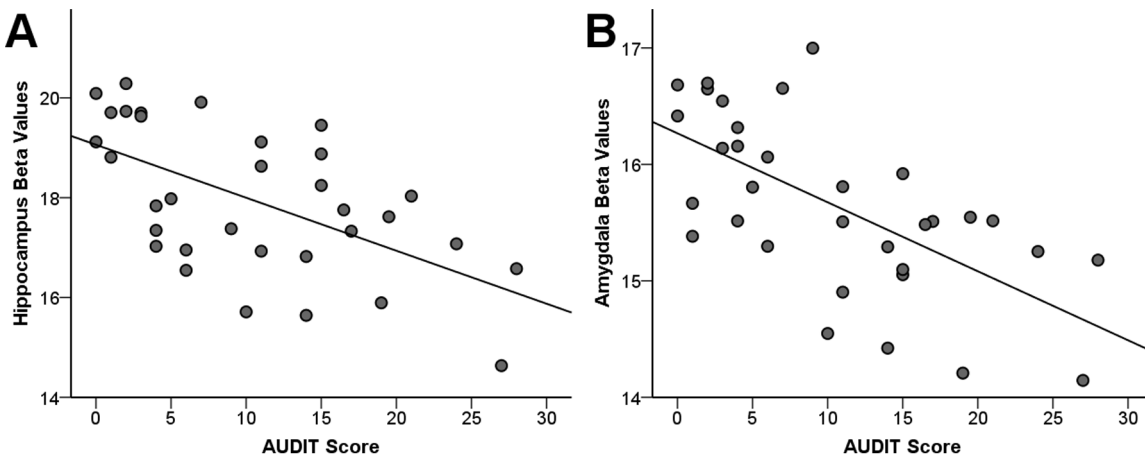 A
Hippocampus Beta Values
20
18
16
14
0 5 10 15 20 25 30
AUDIT Score
B
Amygdala Beta Values
17
16
15
14
0 5 10 15 20 25 30
AUDIT Score